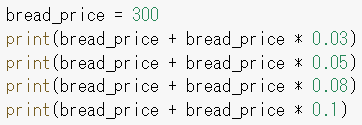 bread_price = 300
print(bread_price + bread_price * 0.03)
print(bread_price + bread_price * 0.05)
print(bread_price + bread_price * 0.08)
print(bread_price + bread_price * 0.1)